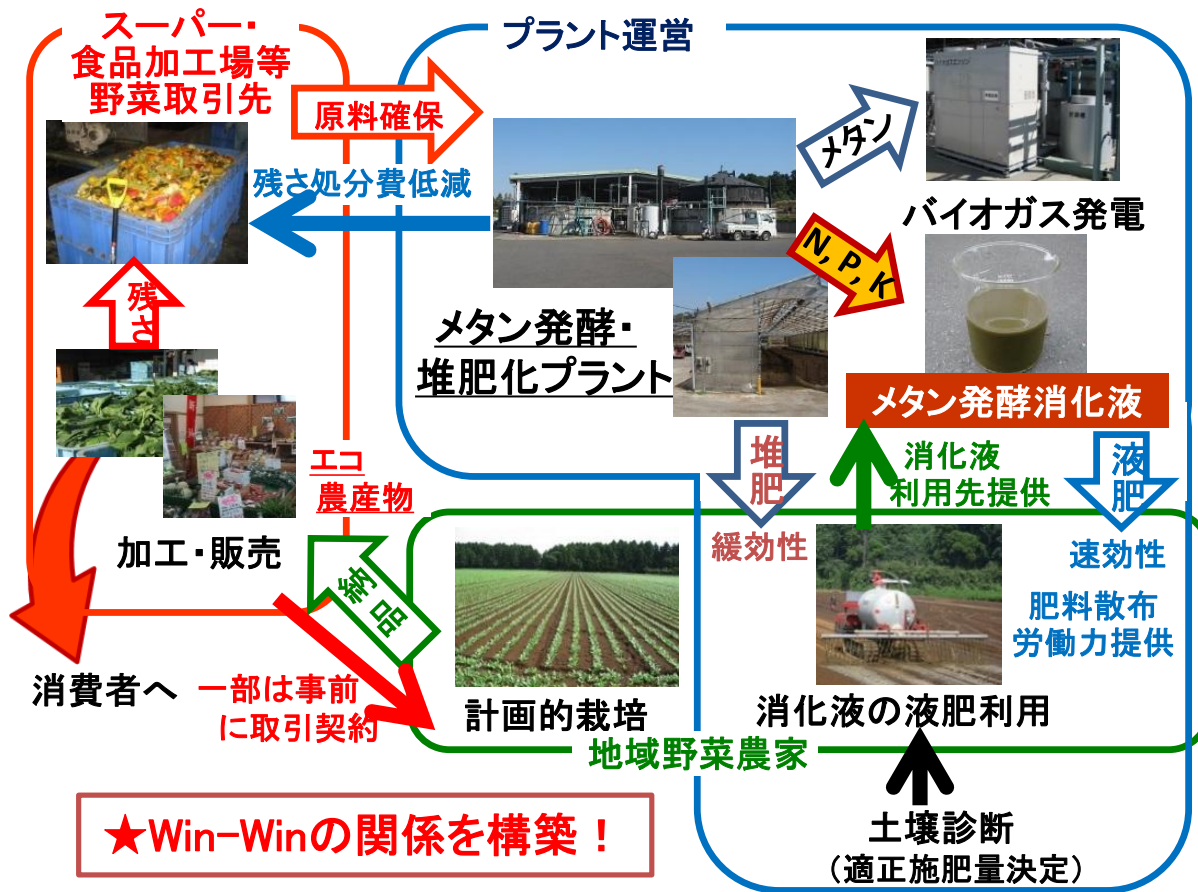 スーパー・
食品加工場等
野菜取引先
プラント運営
原料確保
残さ処分費低減
メタン
バイオガス発電
N, P, K
残さ
メタン発酵・
堆肥化プラント
メタン発酵消化液
エコ
農産物
堆肥
緩効性
消化液
利用先提供
液肥
速効性
肥料散布
労働力提供
加工・販売
納品
消費者へ
一部は事前
に取引契約
計画的栽培
消化液の液肥利用
地域野菜農家
土壌診断
（適正施肥量決定）
★Win-Winの関係を構築！